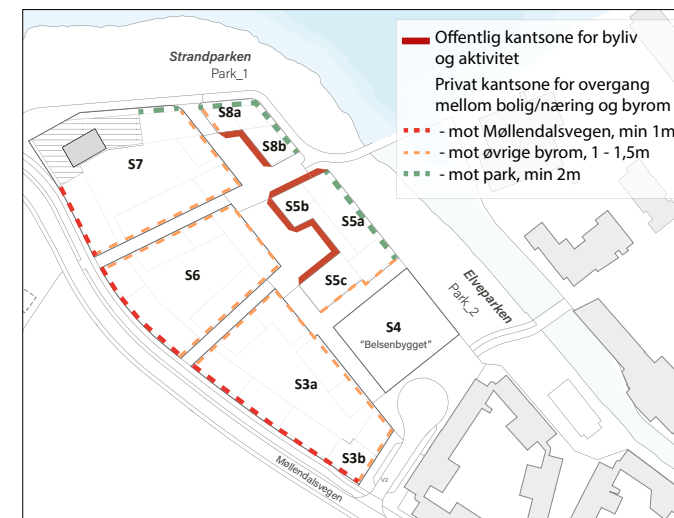 Offentlig kantsone for byliv
og aktivitet
Privat kantsone for overgang
mellom bolig/næring og byrom
- mot Møllendalsvegen, min 1m
- mot øvrige byrom, 1 - 1,5m
- mot park, min 2m
Strandparken
Park_1
S8a
S8b
S7
S5b
S5a
S6
S5c
Elveparken
Park_2
S4
"Belsenbygget"
S3a
S3b
Møllendalsvegen
V2